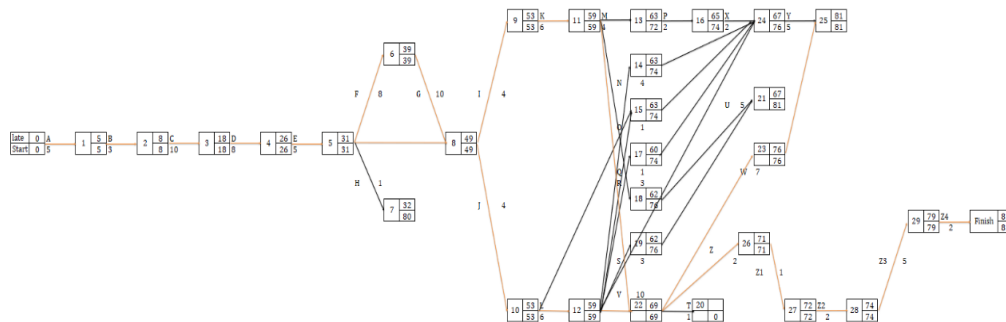 9 53 K 11 59 M 13 63 P 16 65 X 24 67 Y 25 81
53 6 59 4 72 2 74 2 76 5 81
6 39
39
14 63
74
N 4
F 8 G 10 I 4
21 67
81
U 5
15 63
74
O 1
late 0 A 1 5 B 2 8 C 3 18 D 4 26 E 5 31 8 49
Start 0 5 5 3 8 10 18 8 26 5 31 49
17 60
74
23 76
76
Q 1
R 3
W 7
H 1
18 62
76
7 32
80
J 4
29 79 Z4 Finish
79 2
19 62
76
26 71
71
Z
2
S 3
Z1 1
Z3 5
V 10
10 53 12 59 22 69 T 20
53 6 59 69 1 0
27 72 Z2 28 74
72 2 74